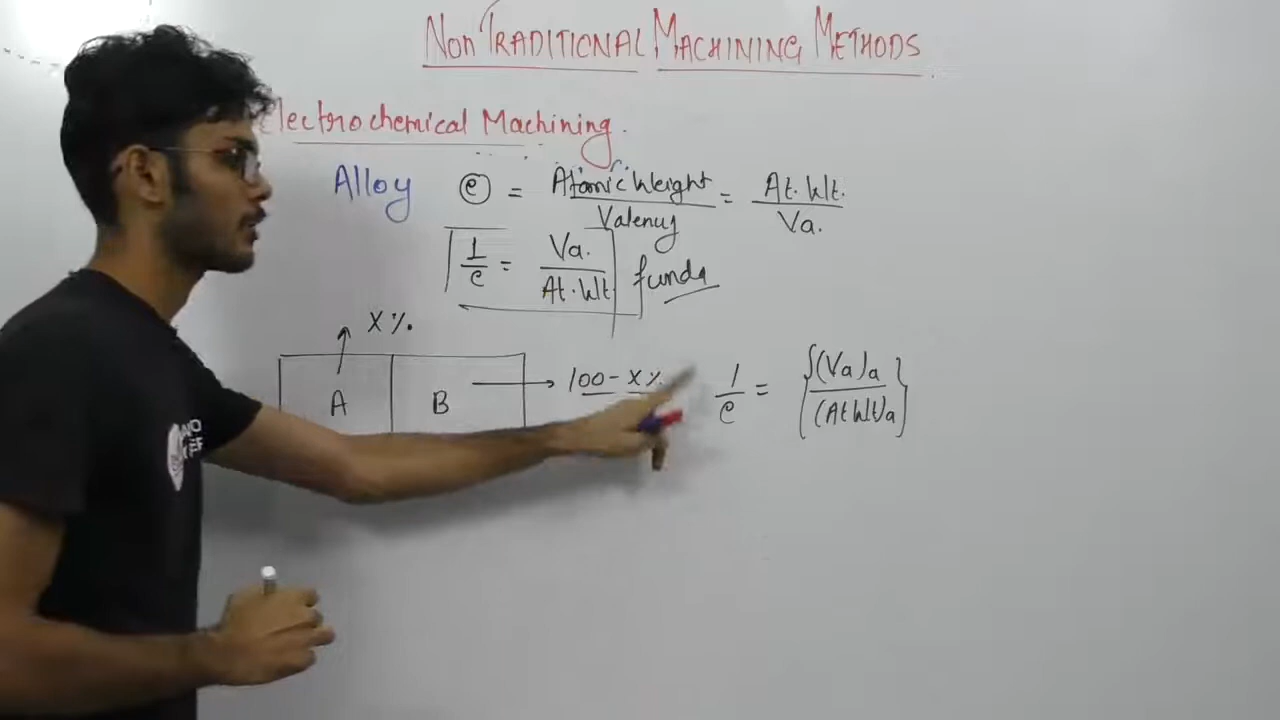 NON TRADITIONAL MACHINING METHODS
Electrochemical Machining.
Alloy e = Atomic Weight / Valency = At. Wt. / Va.
1/e = Va. / At. Wt. funda
X %.
A B 100 - X % 1/e = {(Va)a / (At Wt)a}